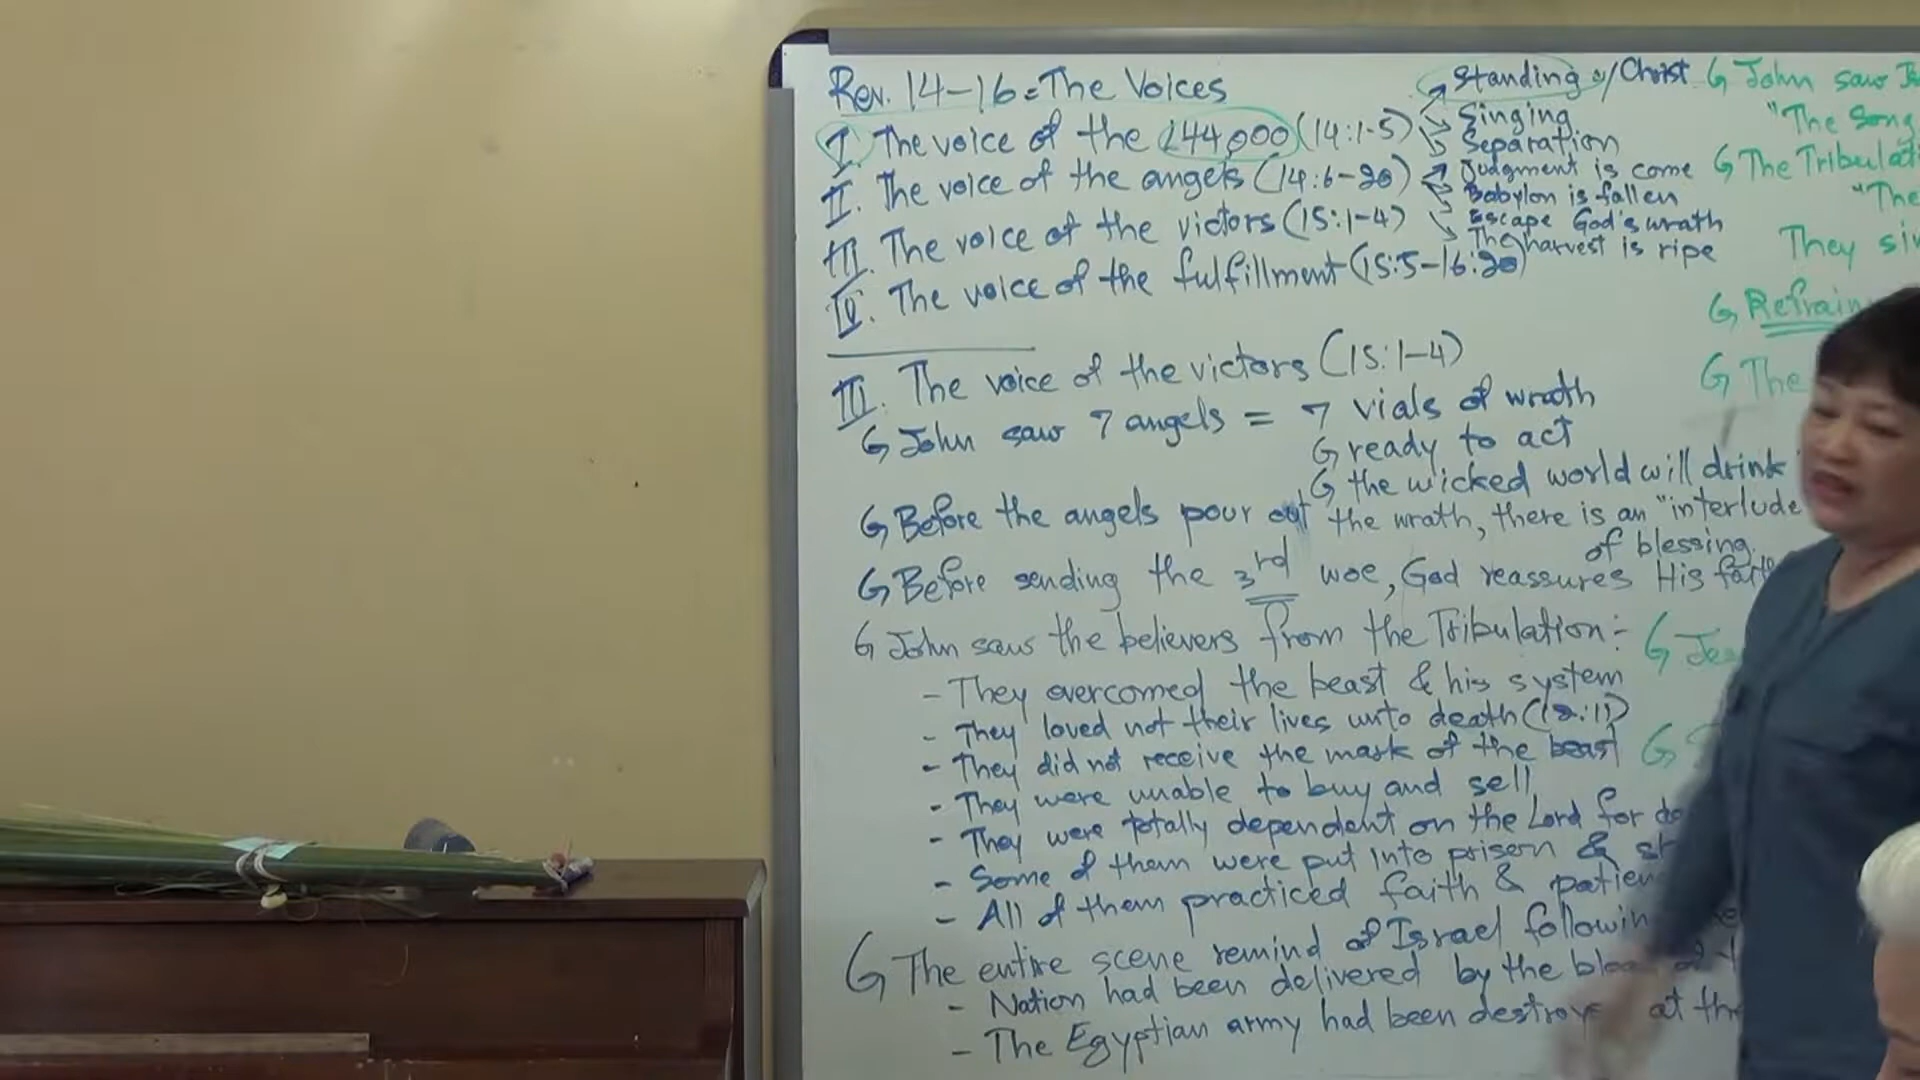 Rev. 14-16 = The Voices
I. The voice of the 144,000 (14:1-5)
Standing w/ Christ
Singing
Separation
II. The voice of the angels (14:6-20)
Judgment is come
Babylon is fallen
Escape God's wrath
The harvest is ripe
III. The voice of the victors (15:1-4)
IV. The voice of the fulfillment (15:5-16:20)
III. The voice of the victors (15:1-4)
John saw 7 angels = 7 vials of wrath
ready to act
the wicked world will drink
Before the angels pour out the wrath, there is an "interlude
of blessing.
Before sending the 3rd woe, God reassures His
John saw the believers from the Tribulation:-
- They overcomed the beast & his system
- They loved not their lives unto death (12:11)
- They did not receive the mark of the beast
- They were unable to buy and sell
- They were totally dependent on the Lord for
- Some of them were put into prison &
- All of them practiced faith &
The entire scene remind of Israel
- Nation had been delivered by the
- The Egyptian army had been at
John saw
"The Song
The
"The
They
Refrain
The